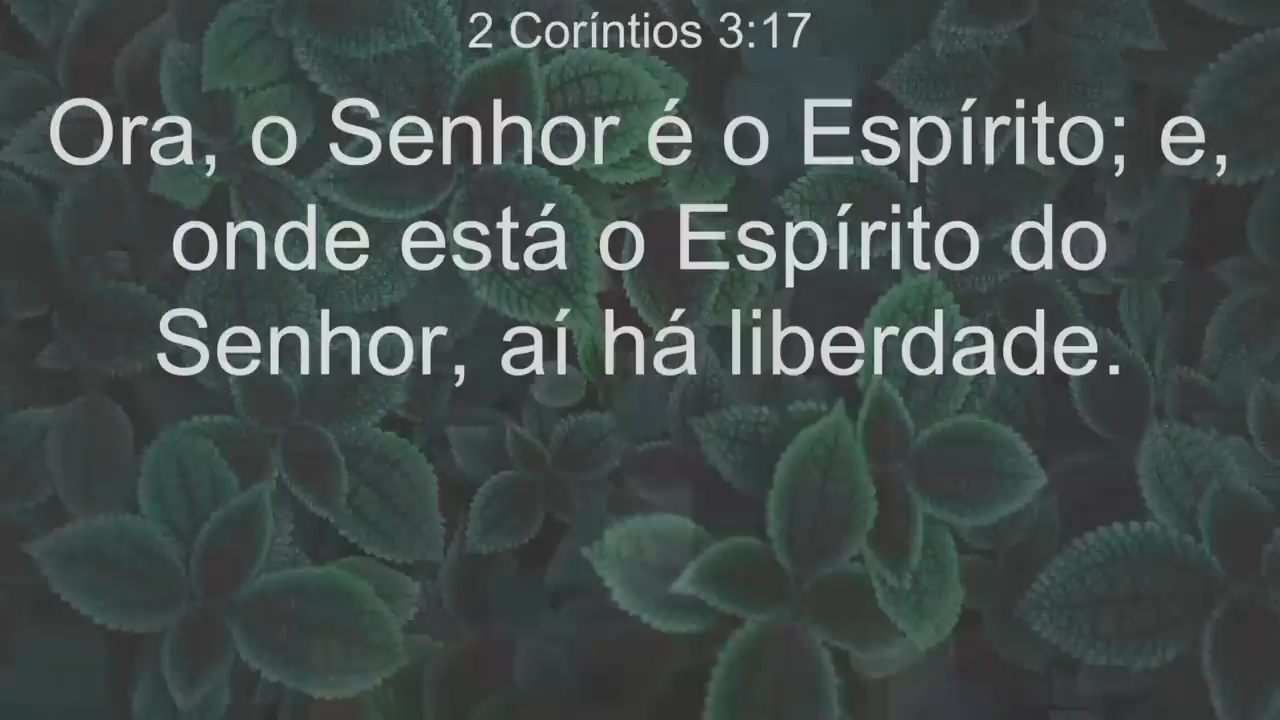 2 Coríntios 3:17
Ora, o Senhor é o Espírito; e,
onde está o Espírito do
Senhor, aí há liberdade.